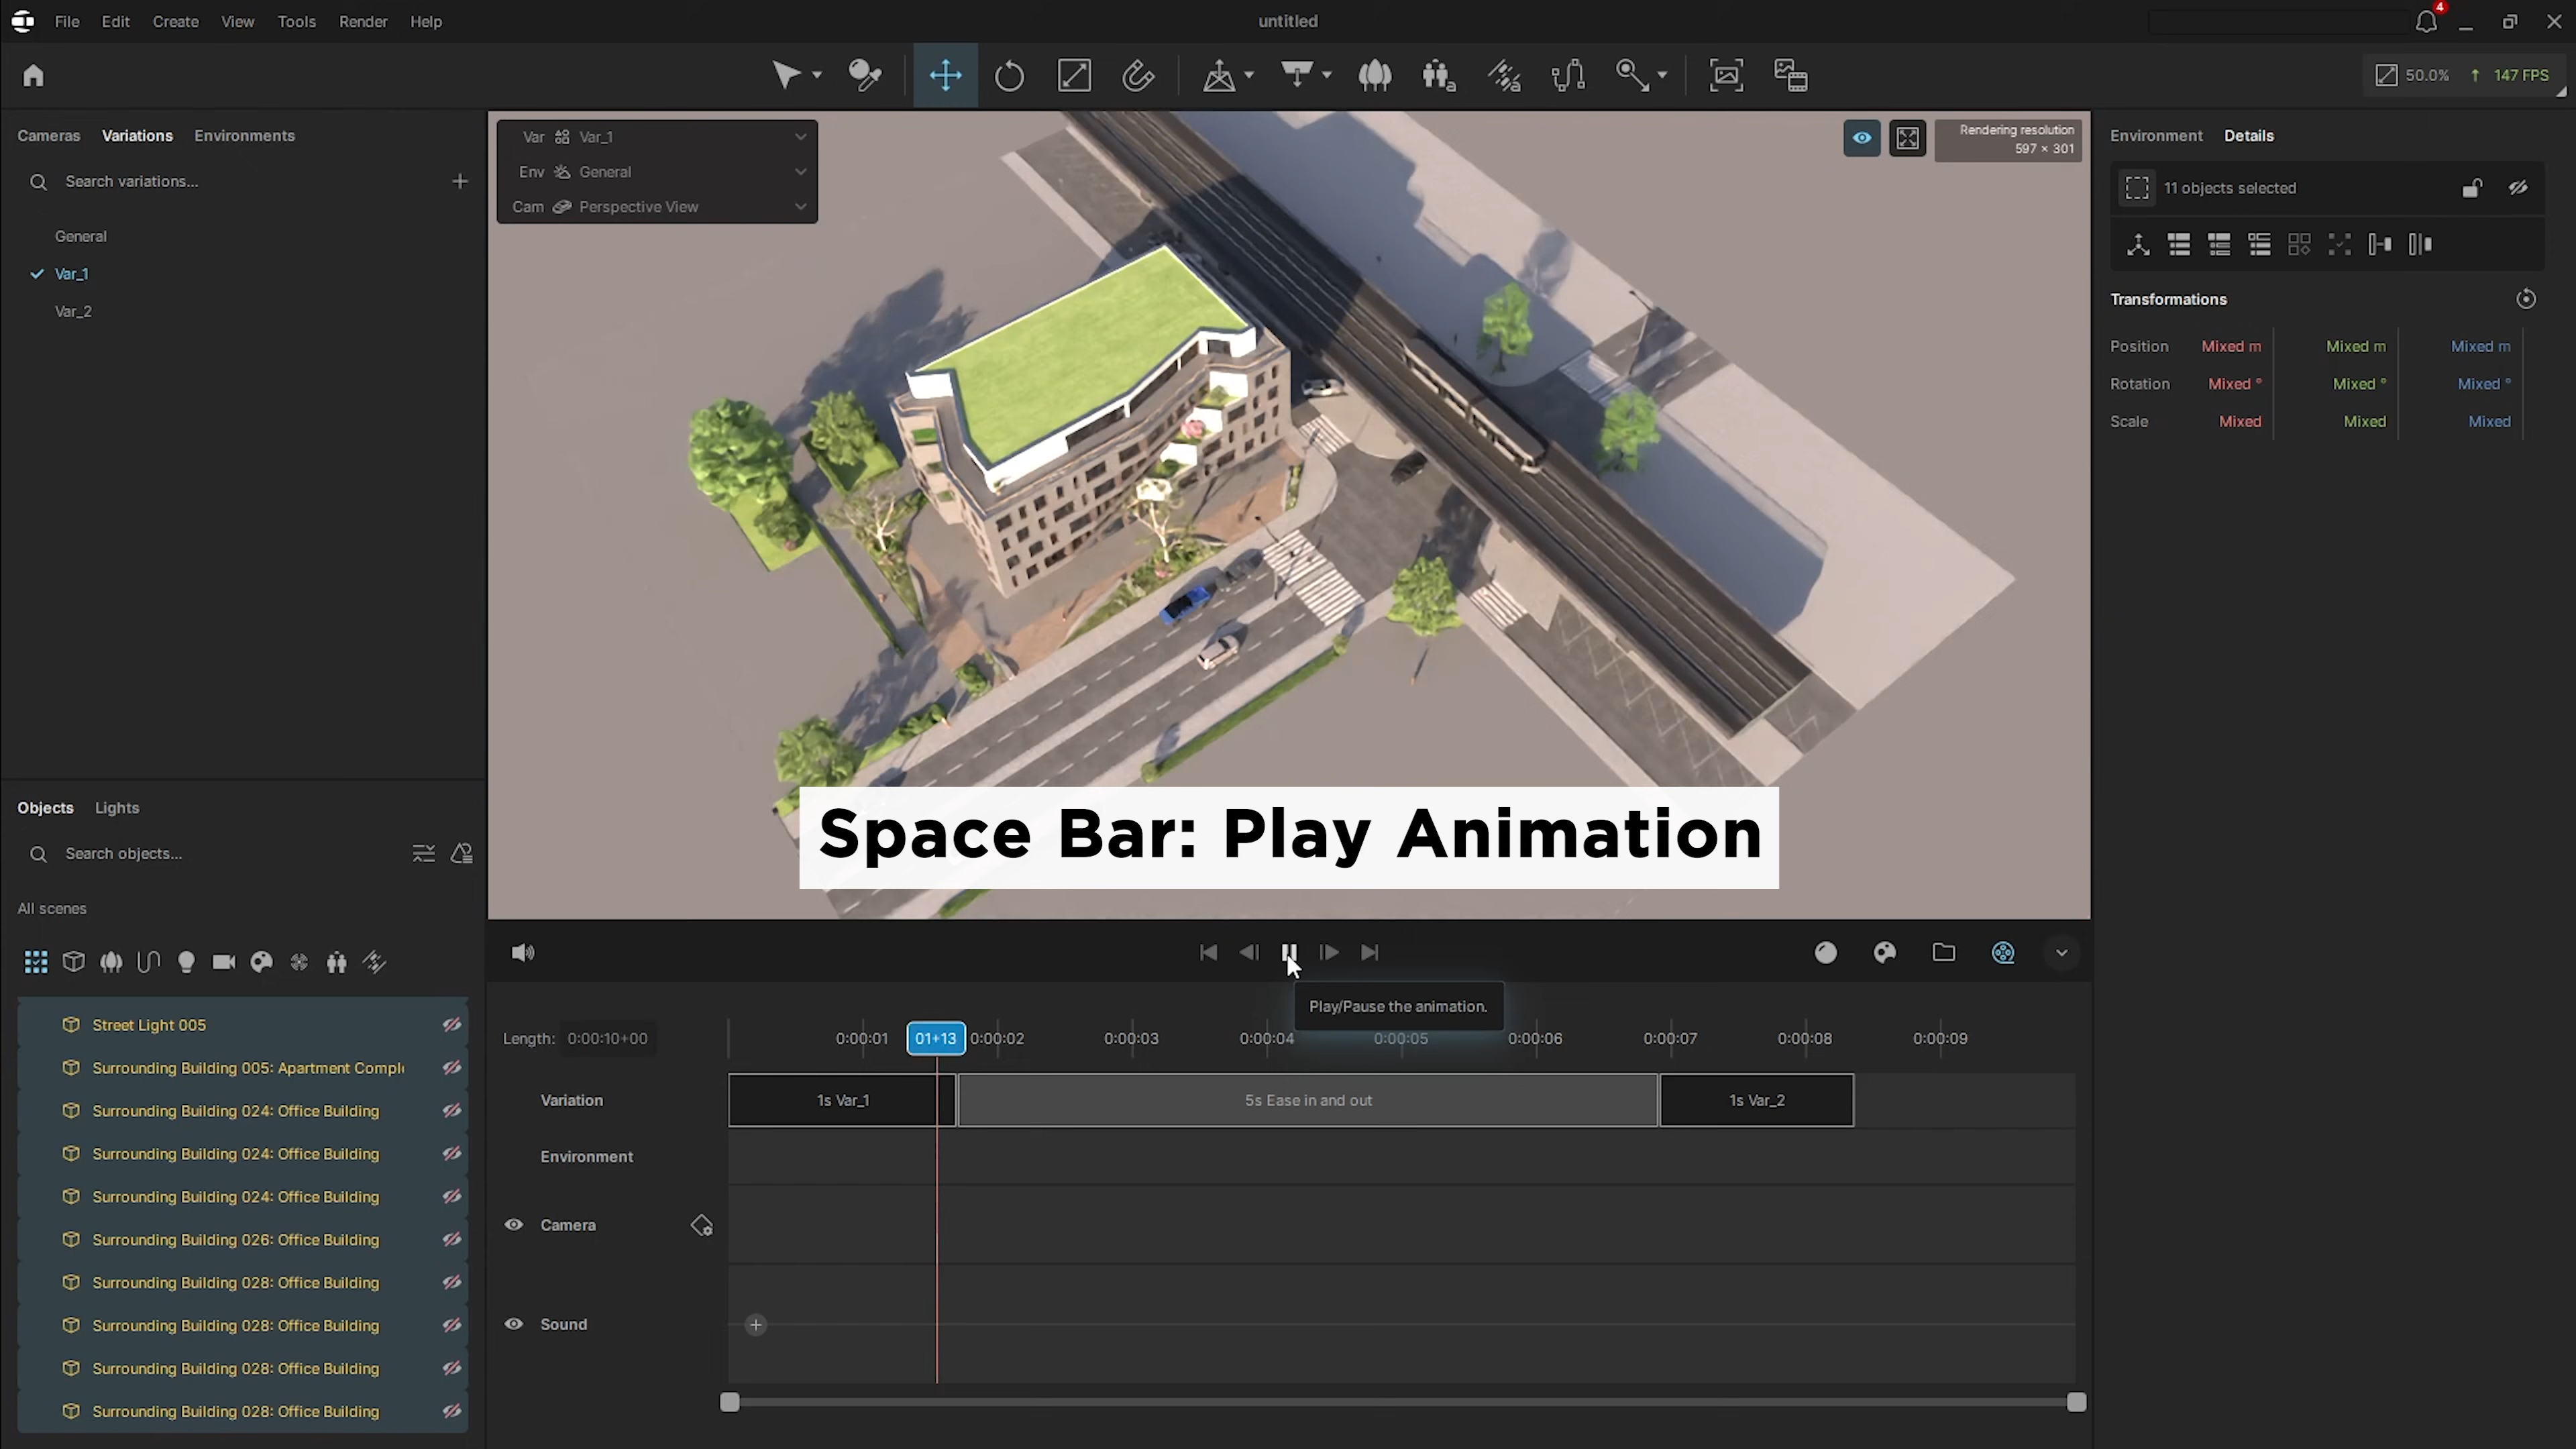 File Edit Create View Tools Render Help
untitled
4
50.0% ↑ 147 FPS
Cameras Variations Environments
Search variations...
General
Var_1
Var_2
Var Var_1
Env General
Cam Perspective View
Rendering resolution
597 × 301
Environment Details
11 objects selected
Transformations
Position Mixed m Mixed m Mixed m
Rotation Mixed ° Mixed ° Mixed °
Scale Mixed Mixed Mixed
Space Bar: Play Animation
Objects Lights
Search objects...
All scenes
Street Light 005
Surrounding Building 005: Apartment Compl
Surrounding Building 024: Office Building
Surrounding Building 024: Office Building
Surrounding Building 024: Office Building
Surrounding Building 026: Office Building
Surrounding Building 028: Office Building
Surrounding Building 028: Office Building
Surrounding Building 028: Office Building
Surrounding Building 028: Office Building
Play/Pause the animation.
Length: 0:00:10+00
0:00:01 01+13 0:00:02 0:00:03 0:00:04 0:00:05 0:00:06 0:00:07 0:00:08 0:00:09
Variation 1s Var_1 5s Ease in and out 1s Var_2
Environment
Camera
Sound